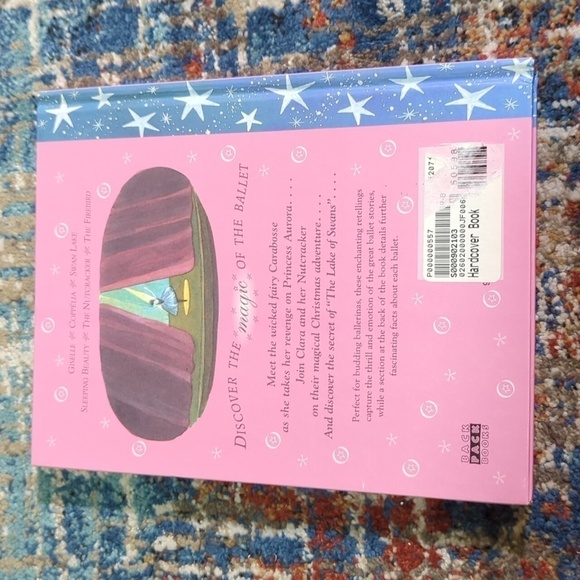 GISELLE COPPELIA SWAN LAKE
SLEEPING BEAUTY THE NUTCRACKER THE FIREBIRD
DISCOVER THE magic OF THE BALLET
Meet the wicked fairy Carabosse
as she takes her revenge on Princess Aurora. . . .
Join Clara and her Nutcracker
on their magical Christmas adventure. . . .
And discover the secret of "The Lake of Swans". . . .
Perfect for budding ballerinas, these enchanting retellings
capture the thrill and emotion of the great ballet stories,
while a section at the back of the book details further
fascinating facts about each ballet.
BACK
PACK
BOOKS
P000000557
S000902103
Hardcover Book